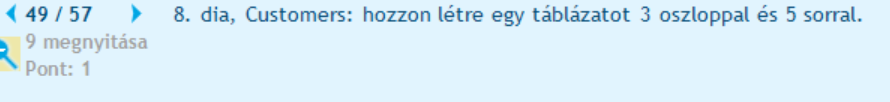 49 / 57 8. dia, Customers: hozzon létre egy táblázatot 3 oszloppal és 5 sorral.
9 megnyitása
Pont: 1